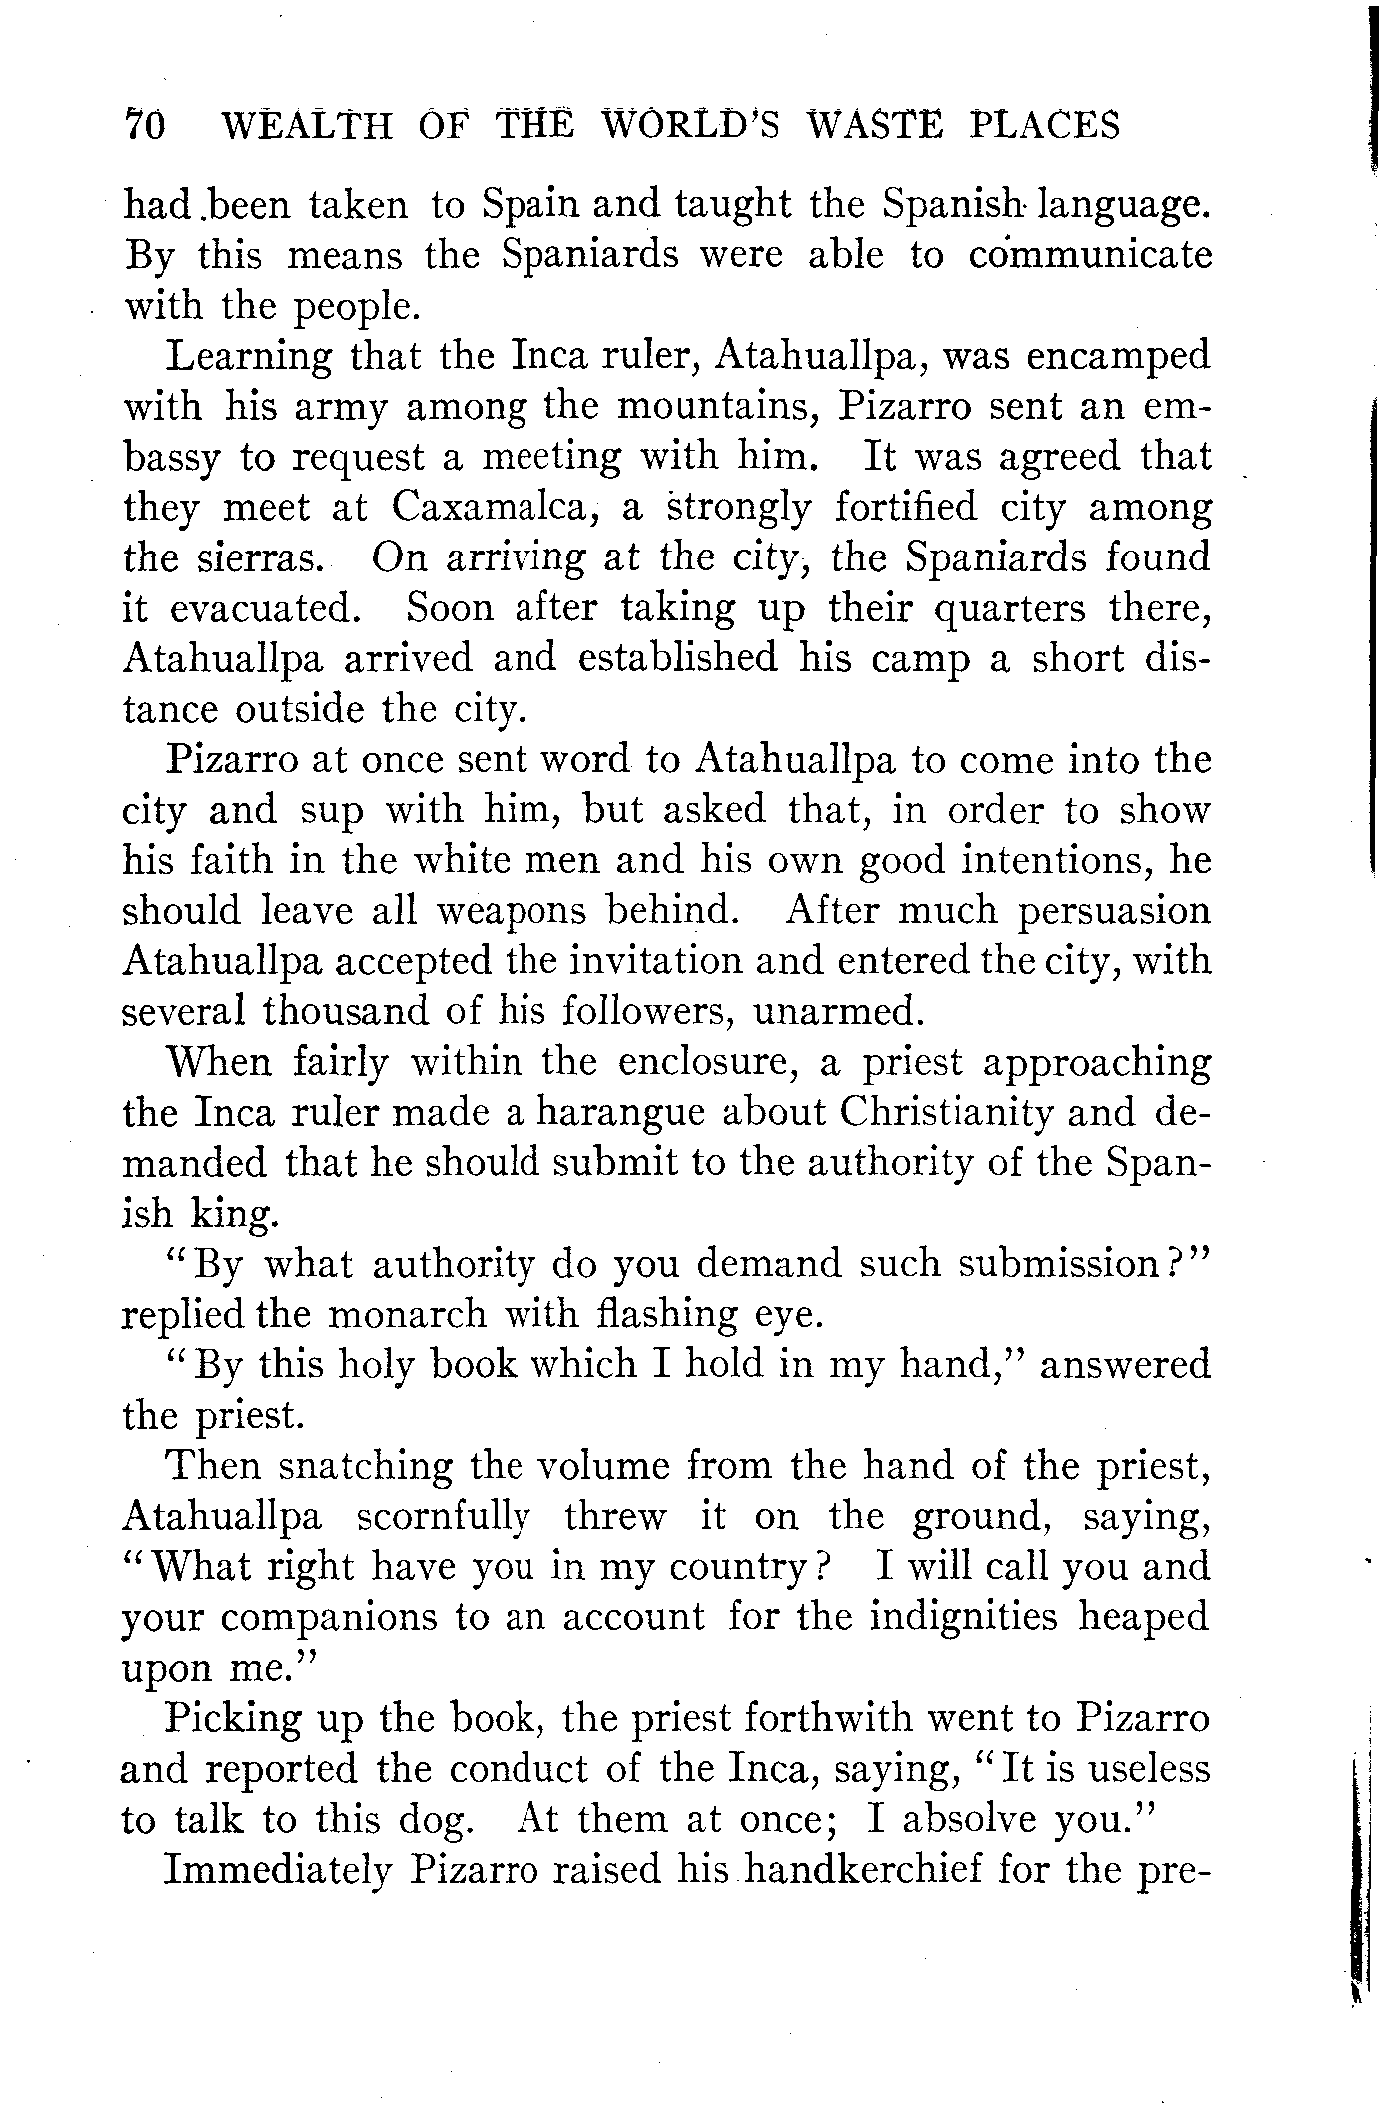 70 WEALTH OF THE WORLD'S WASTE PLACES
had been taken to Spain and taught the Spanish language.
By this means the Spaniards were able to communicate
with the people.
Learning that the Inca ruler, Atahuallpa, was encamped
with his army among the mountains, Pizarro sent an em-
bassy to request a meeting with him. It was agreed that
they meet at Caxamalca, a strongly fortified city among
the sierras. On arriving at the city, the Spaniards found
it evacuated. Soon after taking up their quarters there,
Atahuallpa arrived and established his camp a short dis-
tance outside the city.
Pizarro at once sent word to Atahuallpa to come into the
city and sup with him, but asked that, in order to show
his faith in the white men and his own good intentions, he
should leave all weapons behind. After much persuasion
Atahuallpa accepted the invitation and entered the city, with
several thousand of his followers, unarmed.
When fairly within the enclosure, a priest approaching
the Inca ruler made a harangue about Christianity and de-
manded that he should submit to the authority of the Span-
ish king.
"By what authority do you demand such submission?"
replied the monarch with flashing eye.
"By this holy book which I hold in my hand," answered
the priest.
Then snatching the volume from the hand of the priest,
Atahuallpa scornfully threw it on the ground, saying,
"What right have you in my country? I will call you and
your companions to an account for the indignities heaped
upon me."
Picking up the book, the priest forthwith went to Pizarro
and reported the conduct of the Inca, saying, "It is useless
to talk to this dog. At them at once; I absolve you."
Immediately Pizarro raised his handkerchief for the pre-